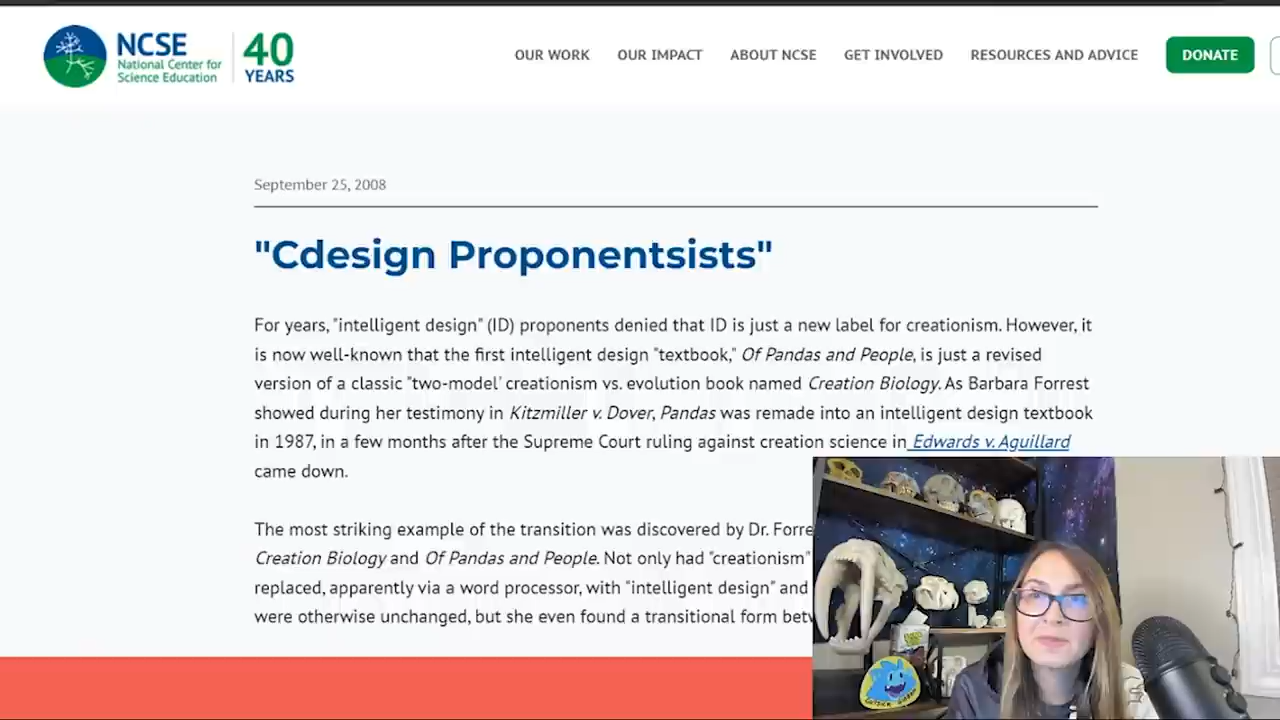 NCSE
National Center for
Science Education
40
YEARS
OUR WORK OUR IMPACT ABOUT NCSE GET INVOLVED RESOURCES AND ADVICE DONATE
September 25, 2008
"Cdesign Proponentsists"
For years, "intelligent design" (ID) proponents denied that ID is just a new label for creationism. However, it
is now well-known that the first intelligent design "textbook," Of Pandas and People, is just a revised
version of a classic "two-model' creationism vs. evolution book named Creation Biology. As Barbara Forrest
showed during her testimony in Kitzmiller v. Dover, Pandas was remade into an intelligent design textbook
in 1987, in a few months after the Supreme Court ruling against creation science in Edwards v. Aguillard
came down.
The most striking example of the transition was discovered by Dr. Forre
Creation Biology and Of Pandas and People. Not only had "creationism"
replaced, apparently via a word processor, with "intelligent design" and
were otherwise unchanged, but she even found a transitional form betw